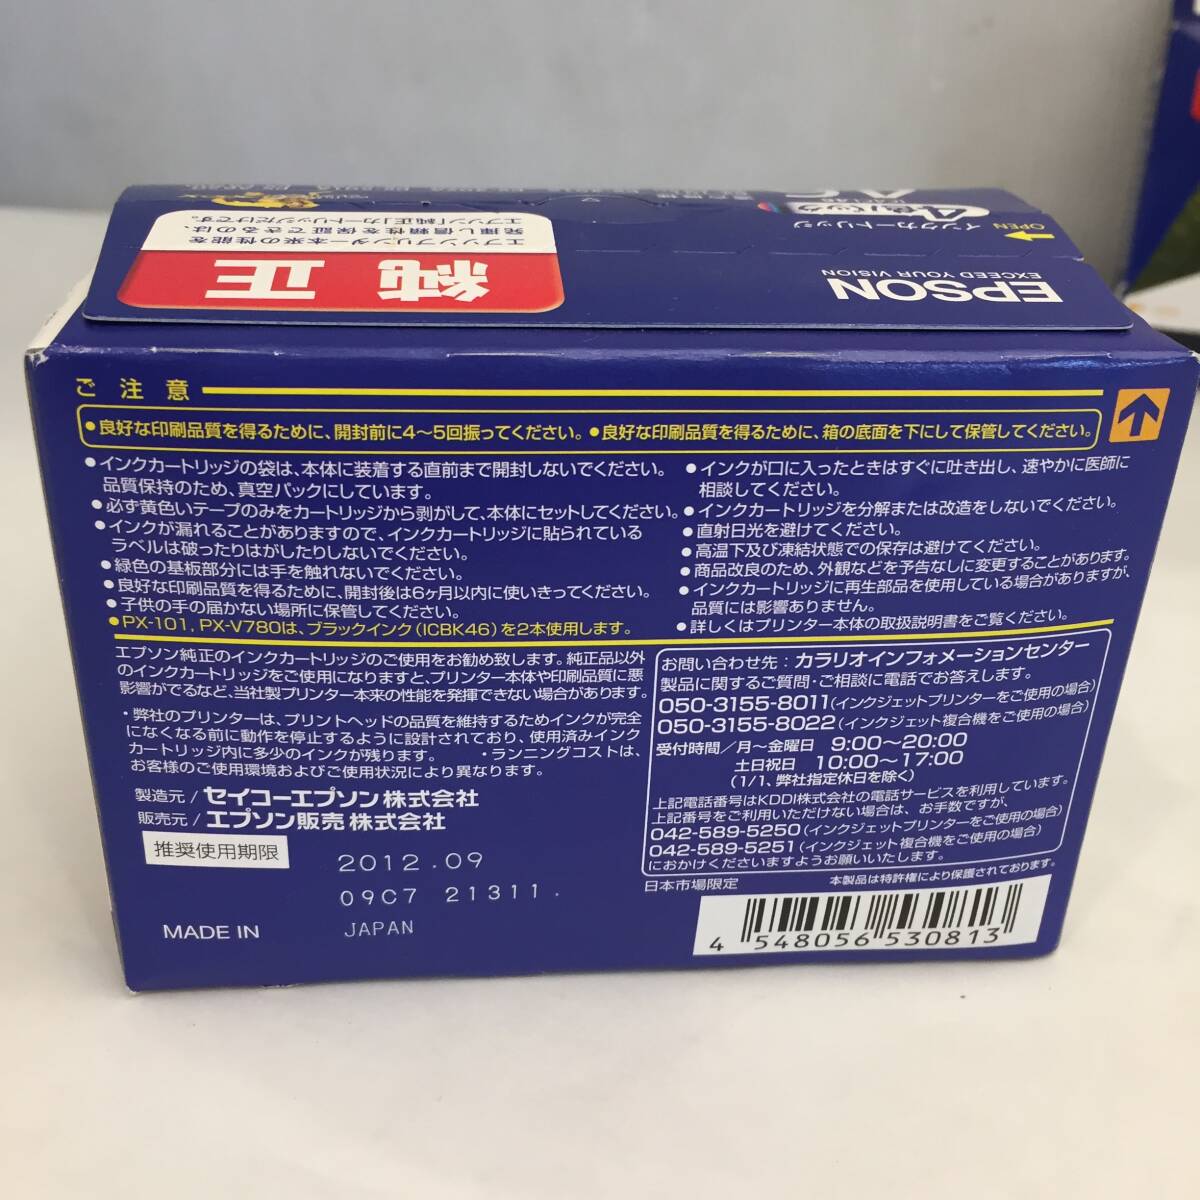 EPSON
EXCEED YOUR VISION
OPEN
インクカートリッジ
4色パック
純正
エプソンプリンター本来の性能を
発揮し信頼性を保証できるのは、
エプソン「純正」カートリッジだけです。
ご注意
●良好な印刷品質を得るために、開封前に4〜5回振ってください。 ●良好な印刷品質を得るために、箱の底面を下にして保管してください。
●インクカートリッジの袋は、本体に装着する直前まで開封しないでください。
品質保持のため、真空パックにしています。
●必ず黄色いテープのみをカートリッジから剥がして、本体にセットしてください。
●インクが漏れることがありますので、インクカートリッジに貼られている
ラベルは破ったりはがしたりしないでください。
●緑色の基板部分には手を触れないでください。
●良好な印刷品質を得るために、開封後は6ヶ月以内に使いきってください。
●子供の手の届かない場所に保管してください。
●PX-101, PX-V780は、ブラックインク(ICBK46)を2本使用します。
●インクが口に入ったときはすぐに吐き出し、速やかに医師に
相談してください。
●インクカートリッジを分解または改造をしないでください。
●直射日光を避けてください。
●高温下及び凍結状態での保存は避けてください。
●商品改良のため、外観などを予告なしに変更することがあります。
●インクカートリッジに再生部品を使用している場合がありますが、
品質には影響ありません。
●詳しくはプリンター本体の取扱説明書をご覧ください。
エプソン純正のインクカートリッジのご使用をお勧め致します。純正品以外
のインクカートリッジをご使用になりますと、プリンター本体や印刷品質に悪
影響がでるなど、当社製プリンター本来の性能を発揮できない場合があります。
・弊社のプリンターは、プリントヘッドの品質を維持するためインクが完全
になくなる前に動作を停止するように設計されており、使用済みインク
カートリッジ内に多少のインクが残ります。 ・ランニングコストは、
お客様のご使用環境およびご使用状況により異なります。
製造元/セイコーエプソン株式会社
販売元/エプソン販売株式会社
推奨使用期限
2012.09
09C7 21311.
MADE IN JAPAN
お問い合わせ先：カラリオインフォメーションセンター
製品に関するご質問・ご相談に電話でお答えします。
050-3155-8011(インクジェットプリンターをご使用の場合)
050-3155-8022(インクジェット複合機をご使用の場合)
受付時間/月〜金曜日 9:00〜20:00
土日祝日 10:00〜17:00
(1/1、弊社指定休日を除く)
上記電話番号はKDDI株式会社の電話サービスを利用しています。
上記番号をご利用いただけない場合は、お手数ですが、
042-589-5250(インクジェットプリンターをご使用の場合)
042-589-5251(インクジェット複合機をご使用の場合)
におかけくださいますようお願いいたします。
日本市場限定
本製品は特許権により保護されております。
4 548056 530813